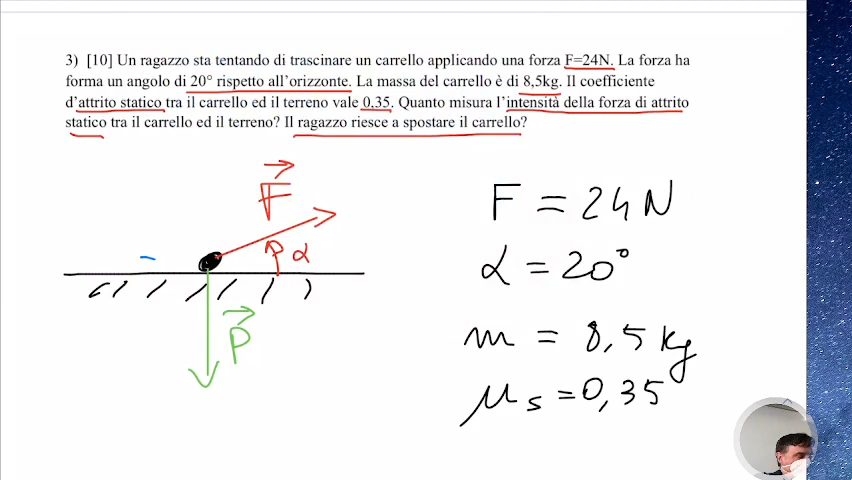 3) [10] Un ragazzo sta tentando di trascinare un carrello applicando una forza F=24N. La forza ha
forma un angolo di 20° rispetto all'orizzonte. La massa del carrello è di 8,5kg. Il coefficiente
d'attrito statico tra il carrello ed il terreno vale 0,35. Quanto misura l'intensità della forza di attrito
statico tra il carrello ed il terreno? Il ragazzo riesce a spostare il carrello?
F
α
P
F = 24N
α = 20°
m = 8,5 kg
μs = 0,35